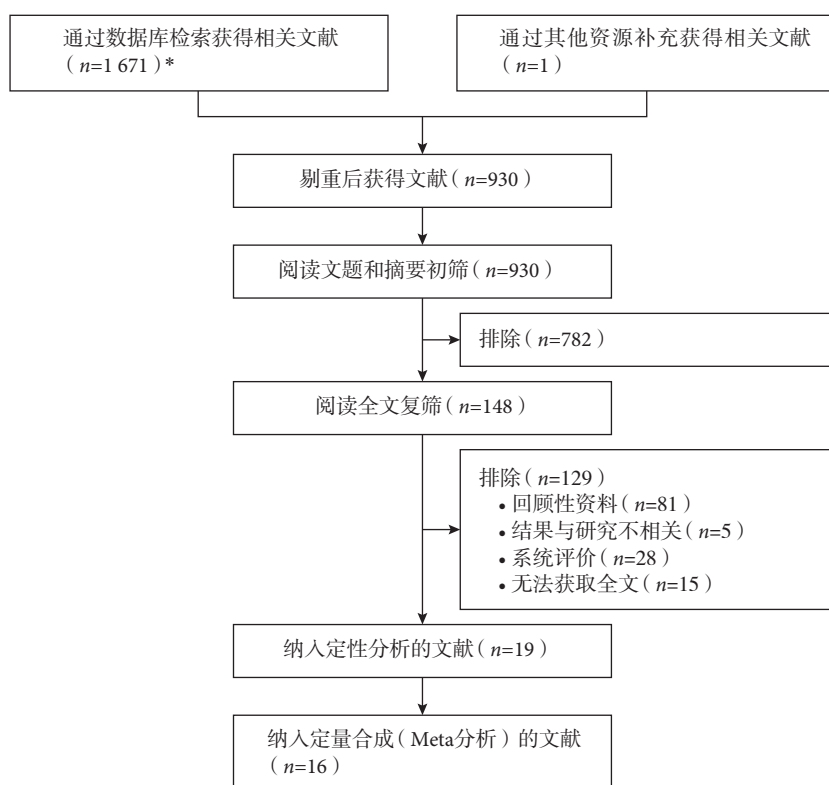 通过数据库检索获得相关文献
（n=1 671）*
通过其他资源补充获得相关文献
（n=1）
剔重后获得文献（n=930）
阅读文题和摘要初筛（n=930）
排除（n=782）
阅读全文复筛（n=148）
排除（n=129）
• 回顾性资料（n=81）
• 结果与研究不相关（n=5）
• 系统评价（n=28）
• 无法获取全文（n=15）
纳入定性分析的文献（n=19）
纳入定量合成（Meta分析）的文献
（n=16）